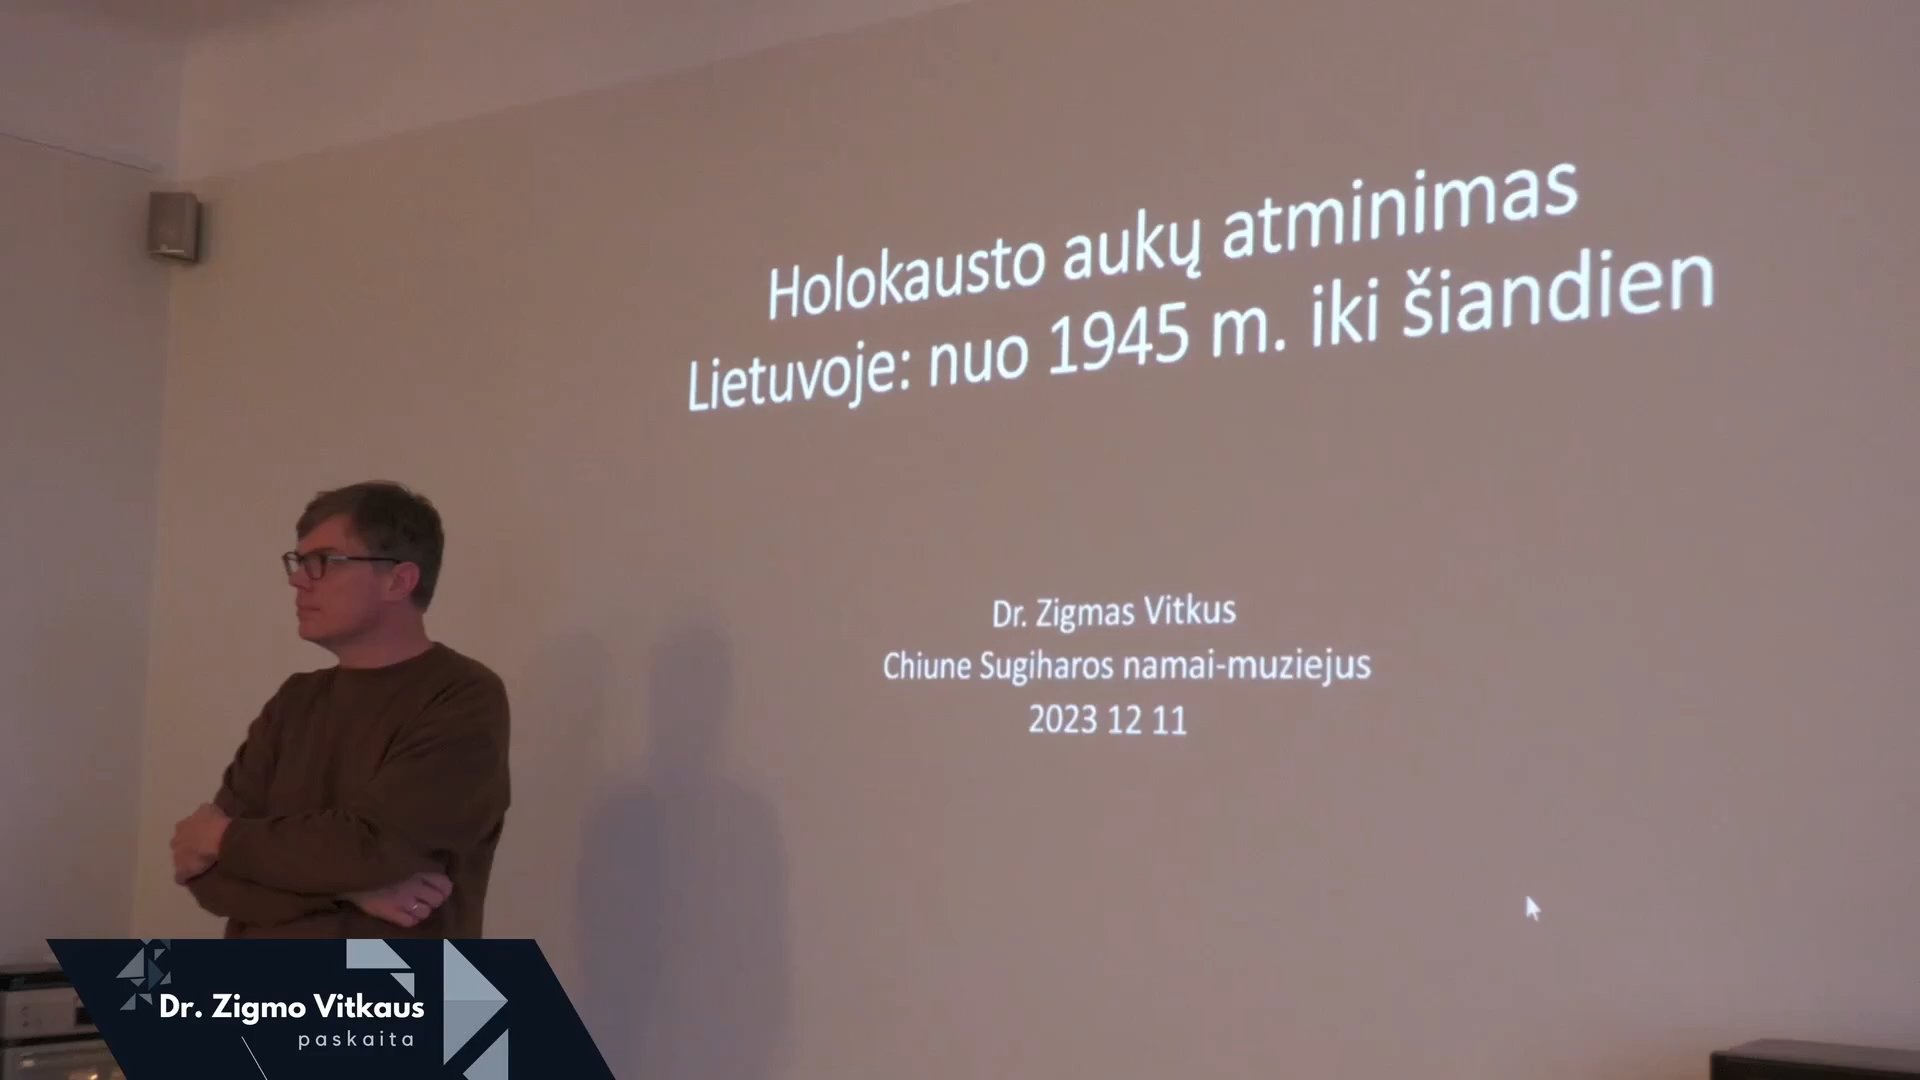 Holokausto aukų atminimas
Lietuvoje: nuo 1945 m. iki šiandien
Dr. Zigmas Vitkus
Chiune Sugiharos namai-muziejus
2023 12 11
Dr. Zigmo Vitkaus
paskaita